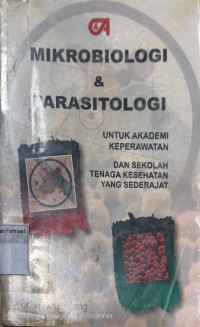 C&A
MIKROBIOLOGI
&
PARASITOLOGI
UNTUK AKADEMI
KEPERAWATAN
DAN SEKOLAH
TENAGA KESEHATAN
YANG SEDERAJAT